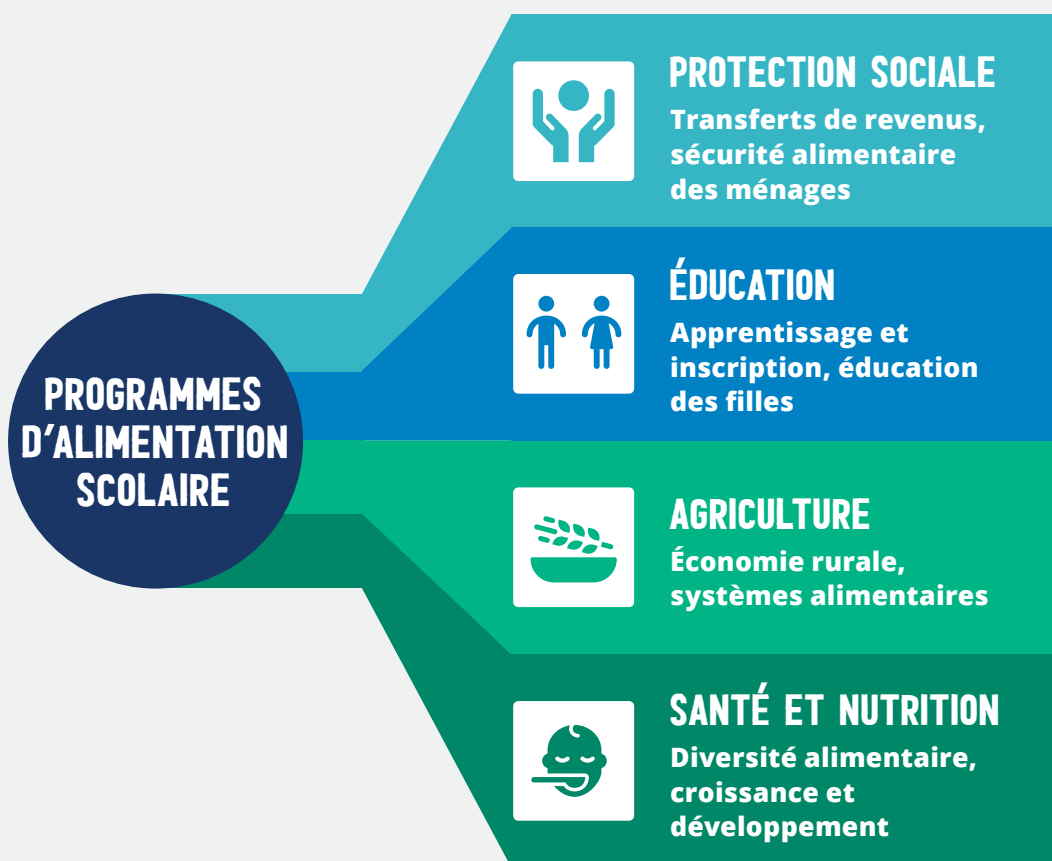 PROGRAMMES
D'ALIMENTATION
SCOLAIRE
PROTECTION SOCIALE
Transferts de revenus,
sécurité alimentaire
des ménages
ÉDUCATION
Apprentissage et
inscription, éducation
des filles
AGRICULTURE
Économie rurale,
systèmes alimentaires
SANTÉ ET NUTRITION
Diversité alimentaire,
croissance et
développement